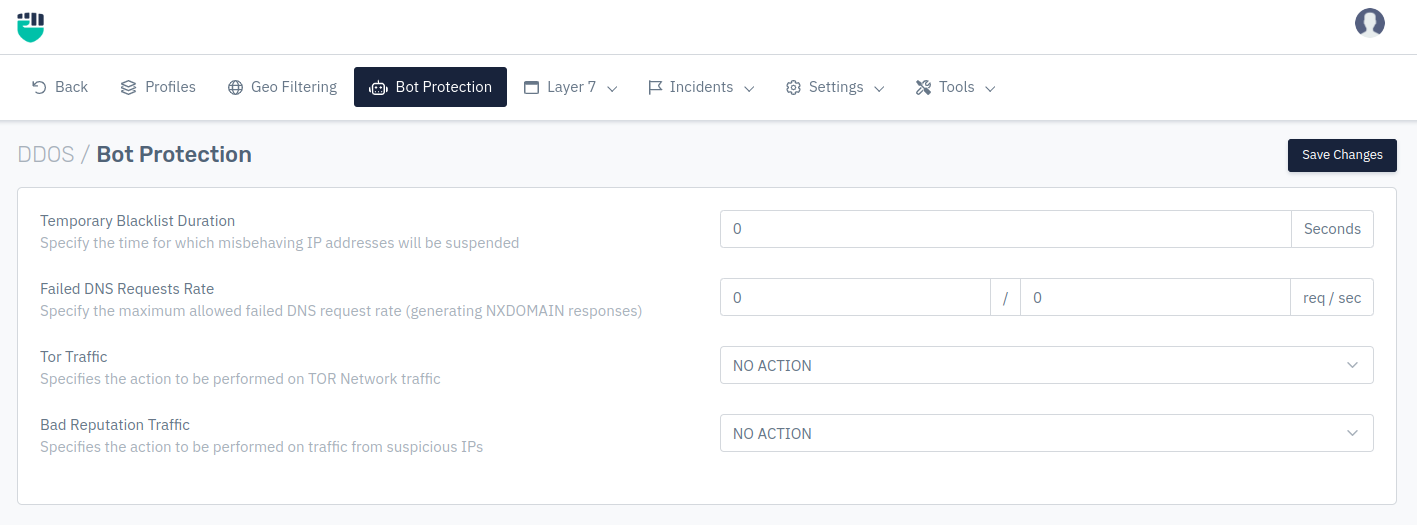 Back Profiles Geo Filtering Bot Protection Layer 7 Incidents Settings Tools
DDOS / Bot Protection Save Changes
Temporary Blacklist Duration
Specify the time for which misbehaving IP addresses will be suspended
0 Seconds
Failed DNS Requests Rate
Specify the maximum allowed failed DNS request rate (generating NXDOMAIN responses)
0 / 0 req / sec
Tor Traffic
Specifies the action to be performed on TOR Network traffic
NO ACTION
Bad Reputation Traffic
Specifies the action to be performed on traffic from suspicious IPs
NO ACTION